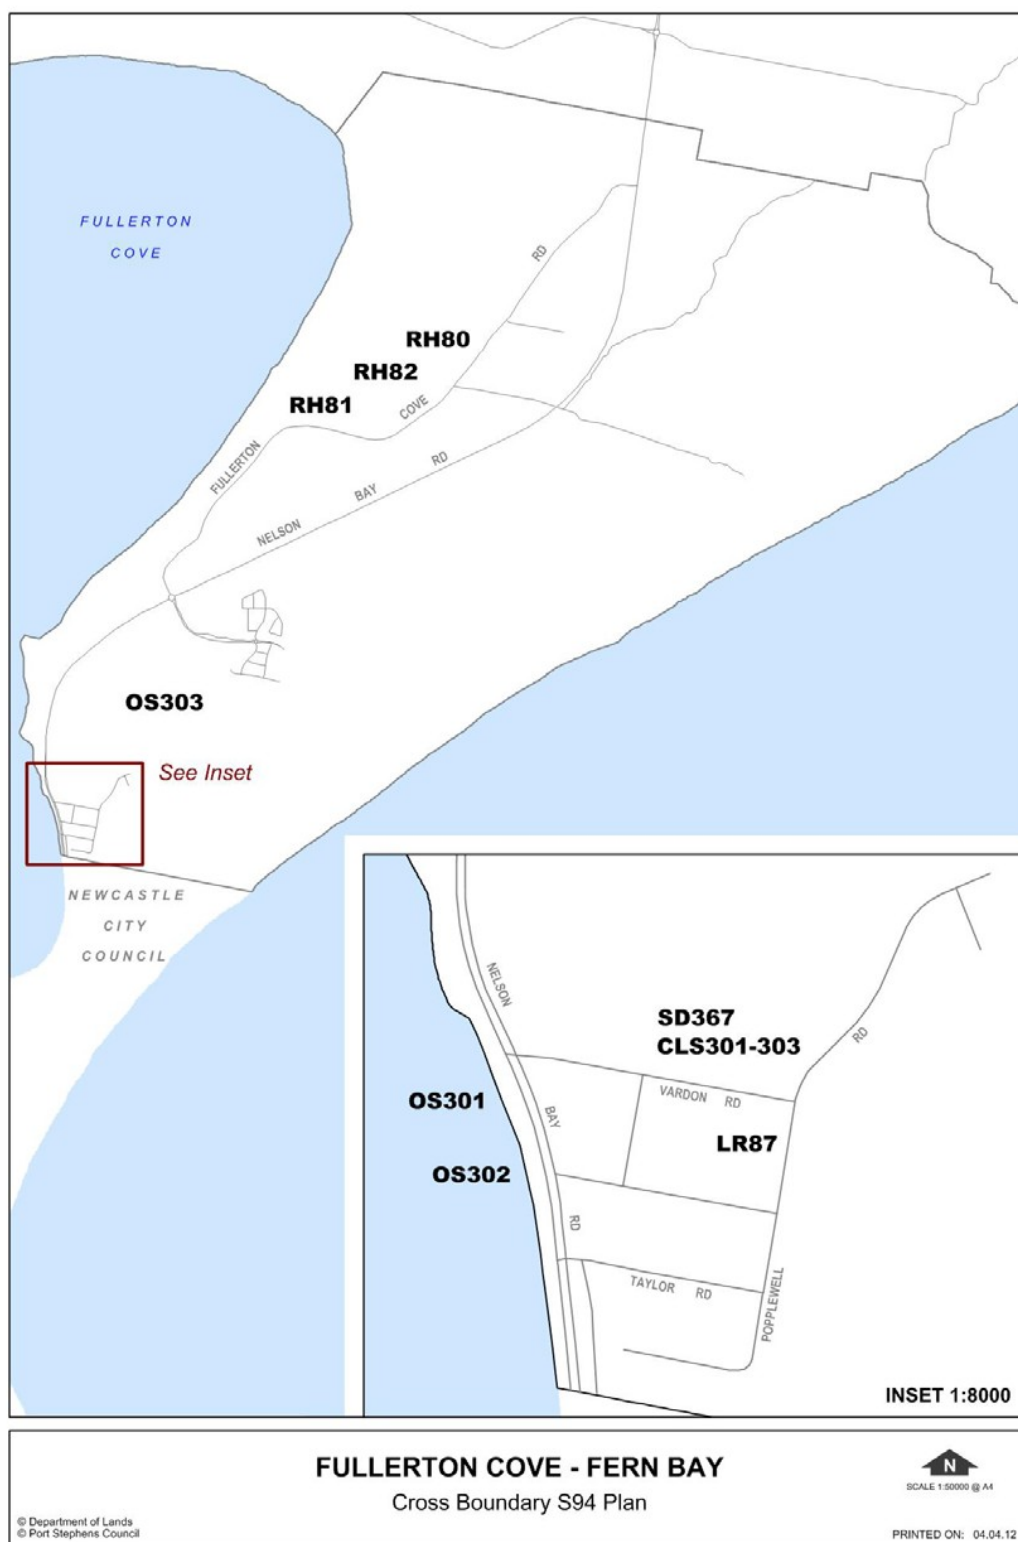 FULLERTON
COVE
RD
RH80
RH82
RH81
COVE
FULLERTON
RD
BAY
NELSON
OS303
See Inset
NEWCASTLE
CITY
COUNCIL
NELSON
SD367
CLS301-303
RD
VARDON RD
OS301
BAY
LR87
OS302
RD
TAYLOR RD
POPPLEWELL
INSET 1:8000
FULLERTON COVE - FERN BAY
Cross Boundary S94 Plan
N
SCALE 1:50000 @ A4
© Department of Lands
© Port Stephens Council
PRINTED ON: 04.04.12